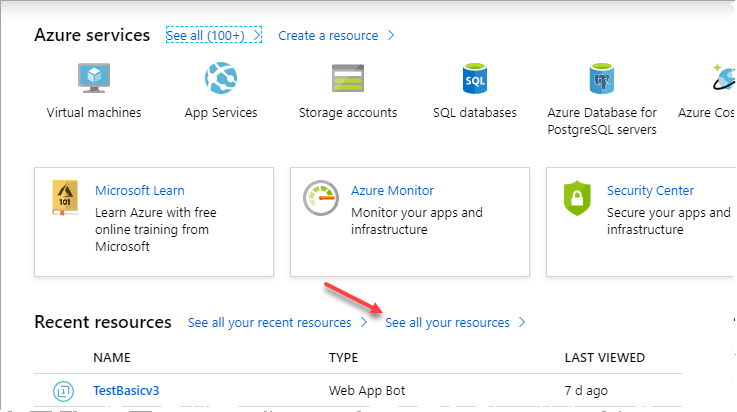 Azure services See all (100+) > Create a resource >
Virtual machines App Services Storage accounts SQL databases Azure Database for Azure Cos
SQL
PostgreSQL servers
Microsoft Learn Azure Monitor Security Center
101
Learn Azure with free Monitor your apps and Secure your apps and
online training from infrastructure infrastructure
Microsoft
Recent resources See all your recent resources > See all your resources >
NAME TYPE LAST VIEWED
TestBasicv3 Web App Bot 7 d ago